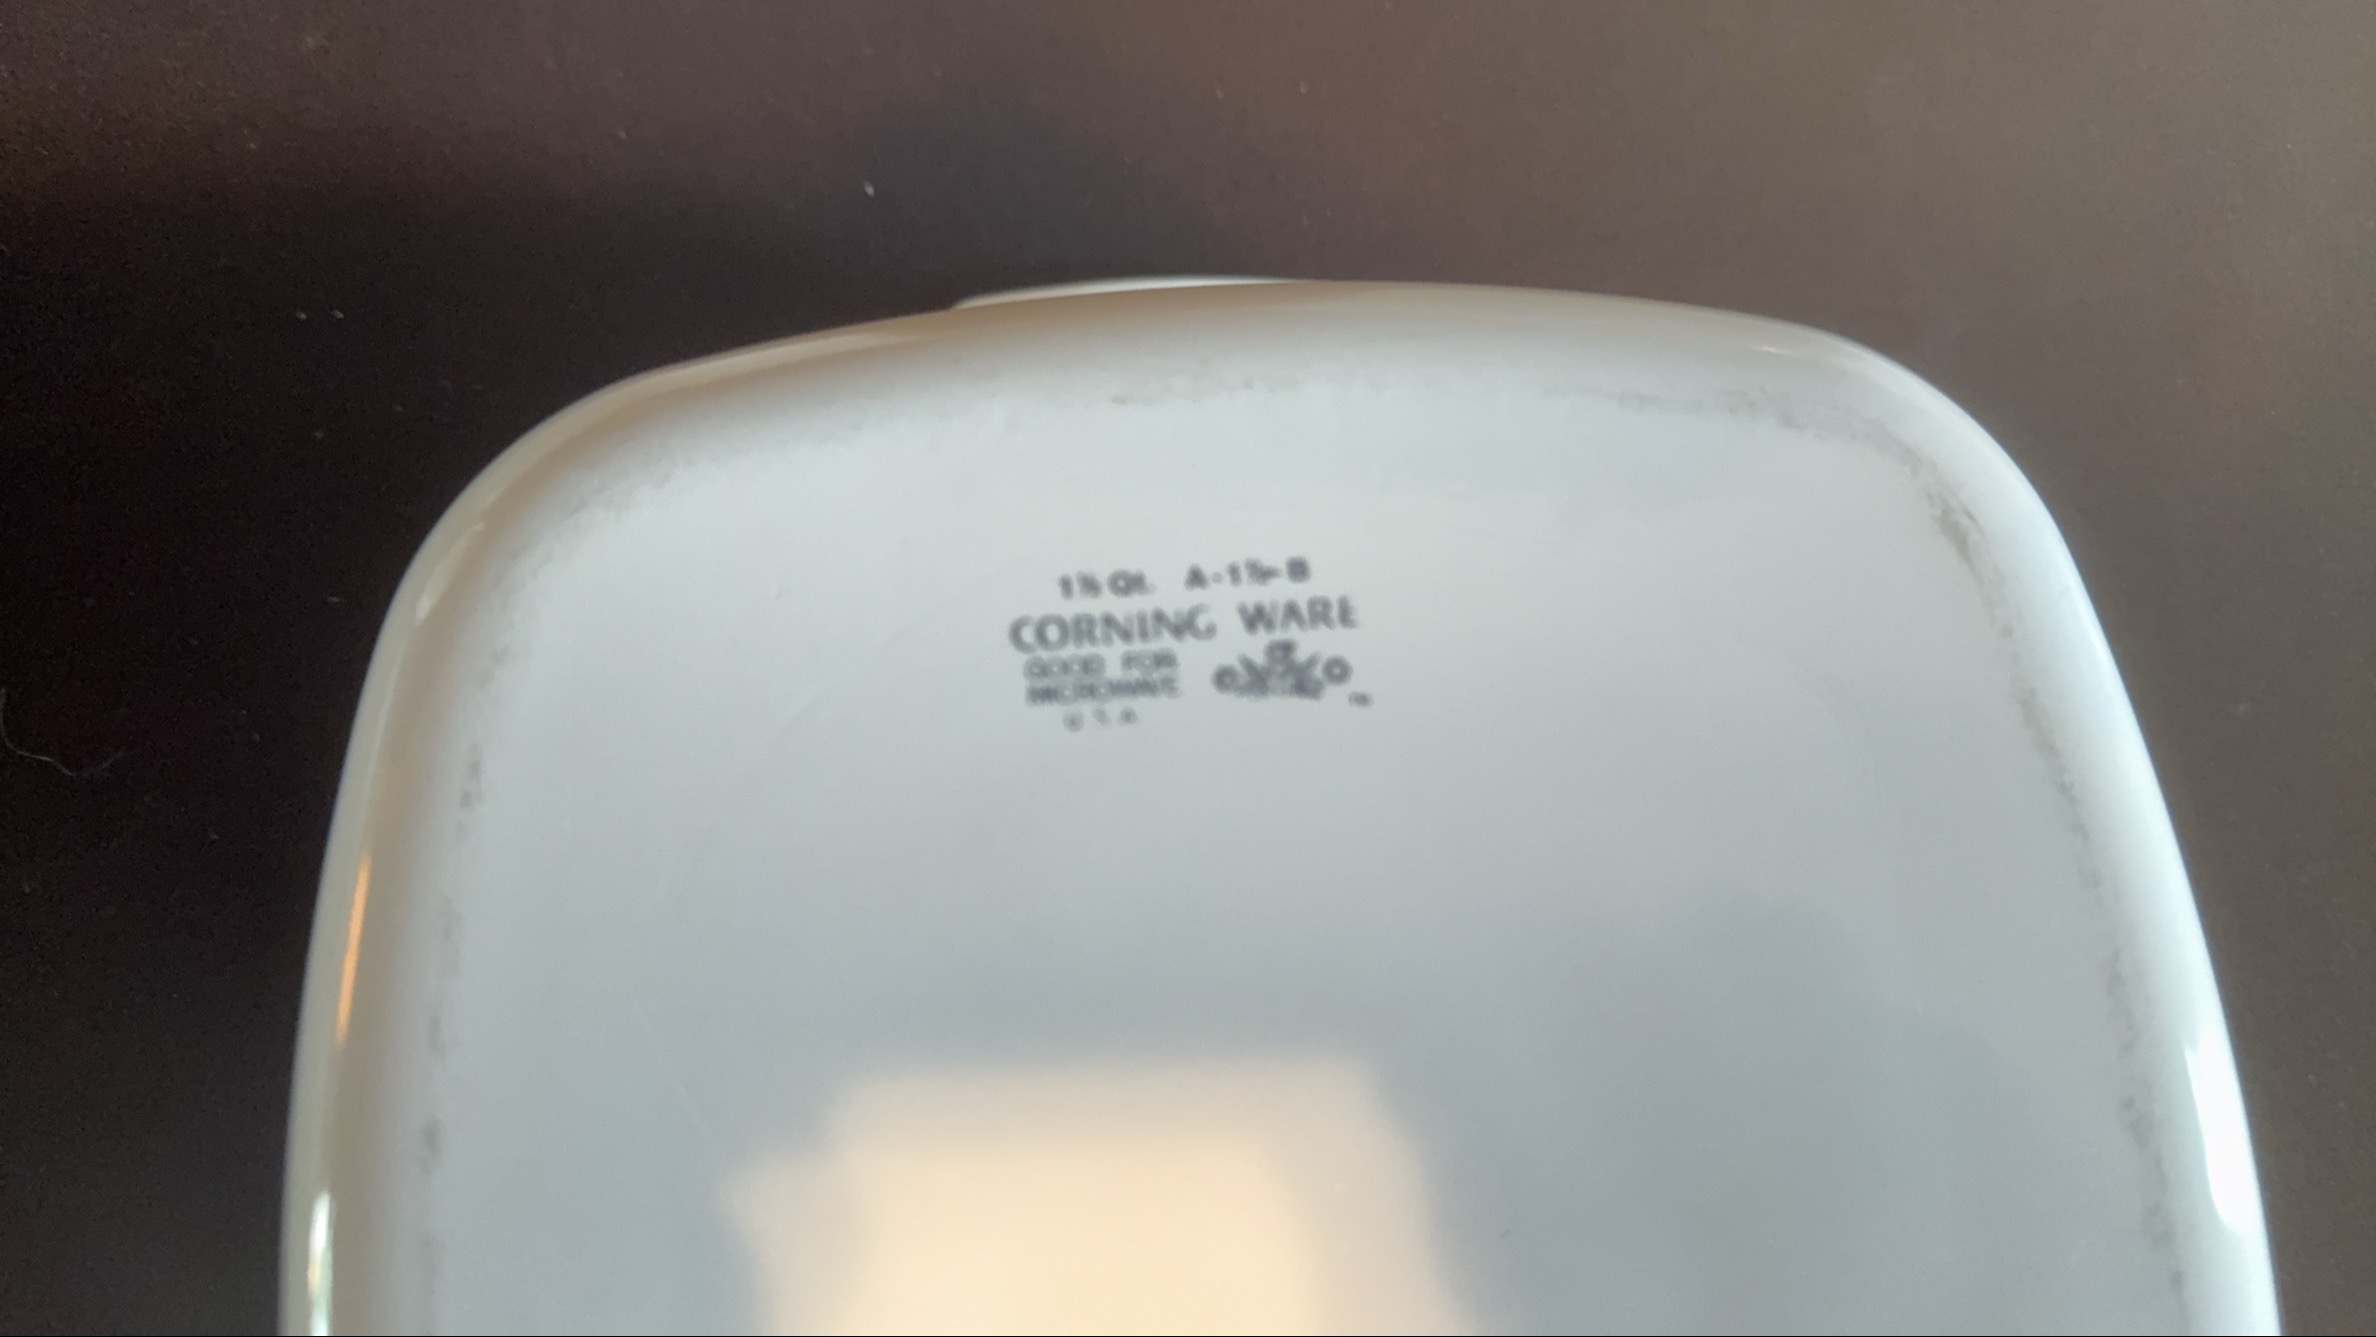 1½ Qt. A-1½-B
CORNING WARE
GOOD FOR
MICROWAVE
U.S.A.